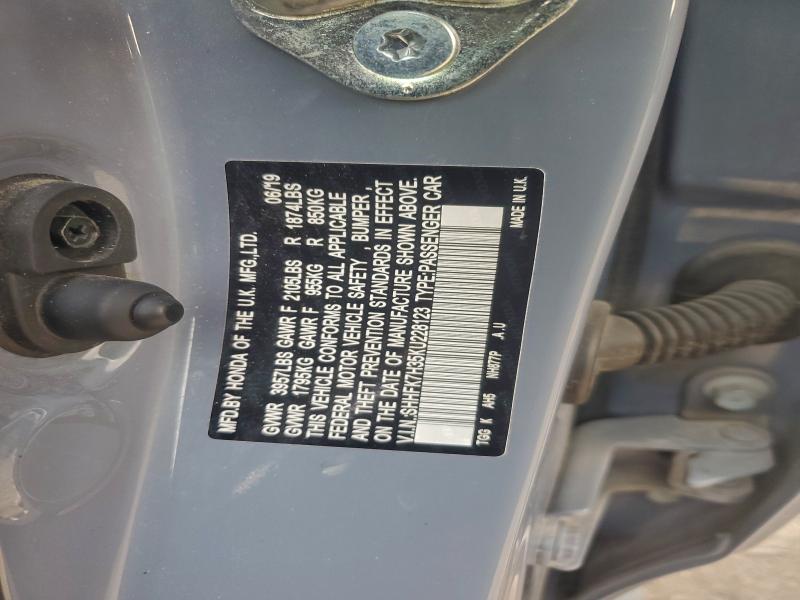 MFD.BY HONDA OF THE U.K. MFG.,LTD.
06/19
GVWR 3957LBS GAWR F 2105LBS R 1874LBS
GVWR 1795KG GAWR F 955KG R 850KG
THIS VEHICLE CONFORMS TO ALL APPLICABLE
FEDERAL MOTOR VEHICLE SAFETY , BUMPER ,
AND THEFT PREVENTION STANDARDS IN EFFECT
ON THE DATE OF MANUFACTURE SHOWN ABOVE.
V.I.N.:SHHFK7H35KU228123 TYPE:PASSENGER CAR
TGG K AH5 NH877P .A.U
MADE IN U.K.